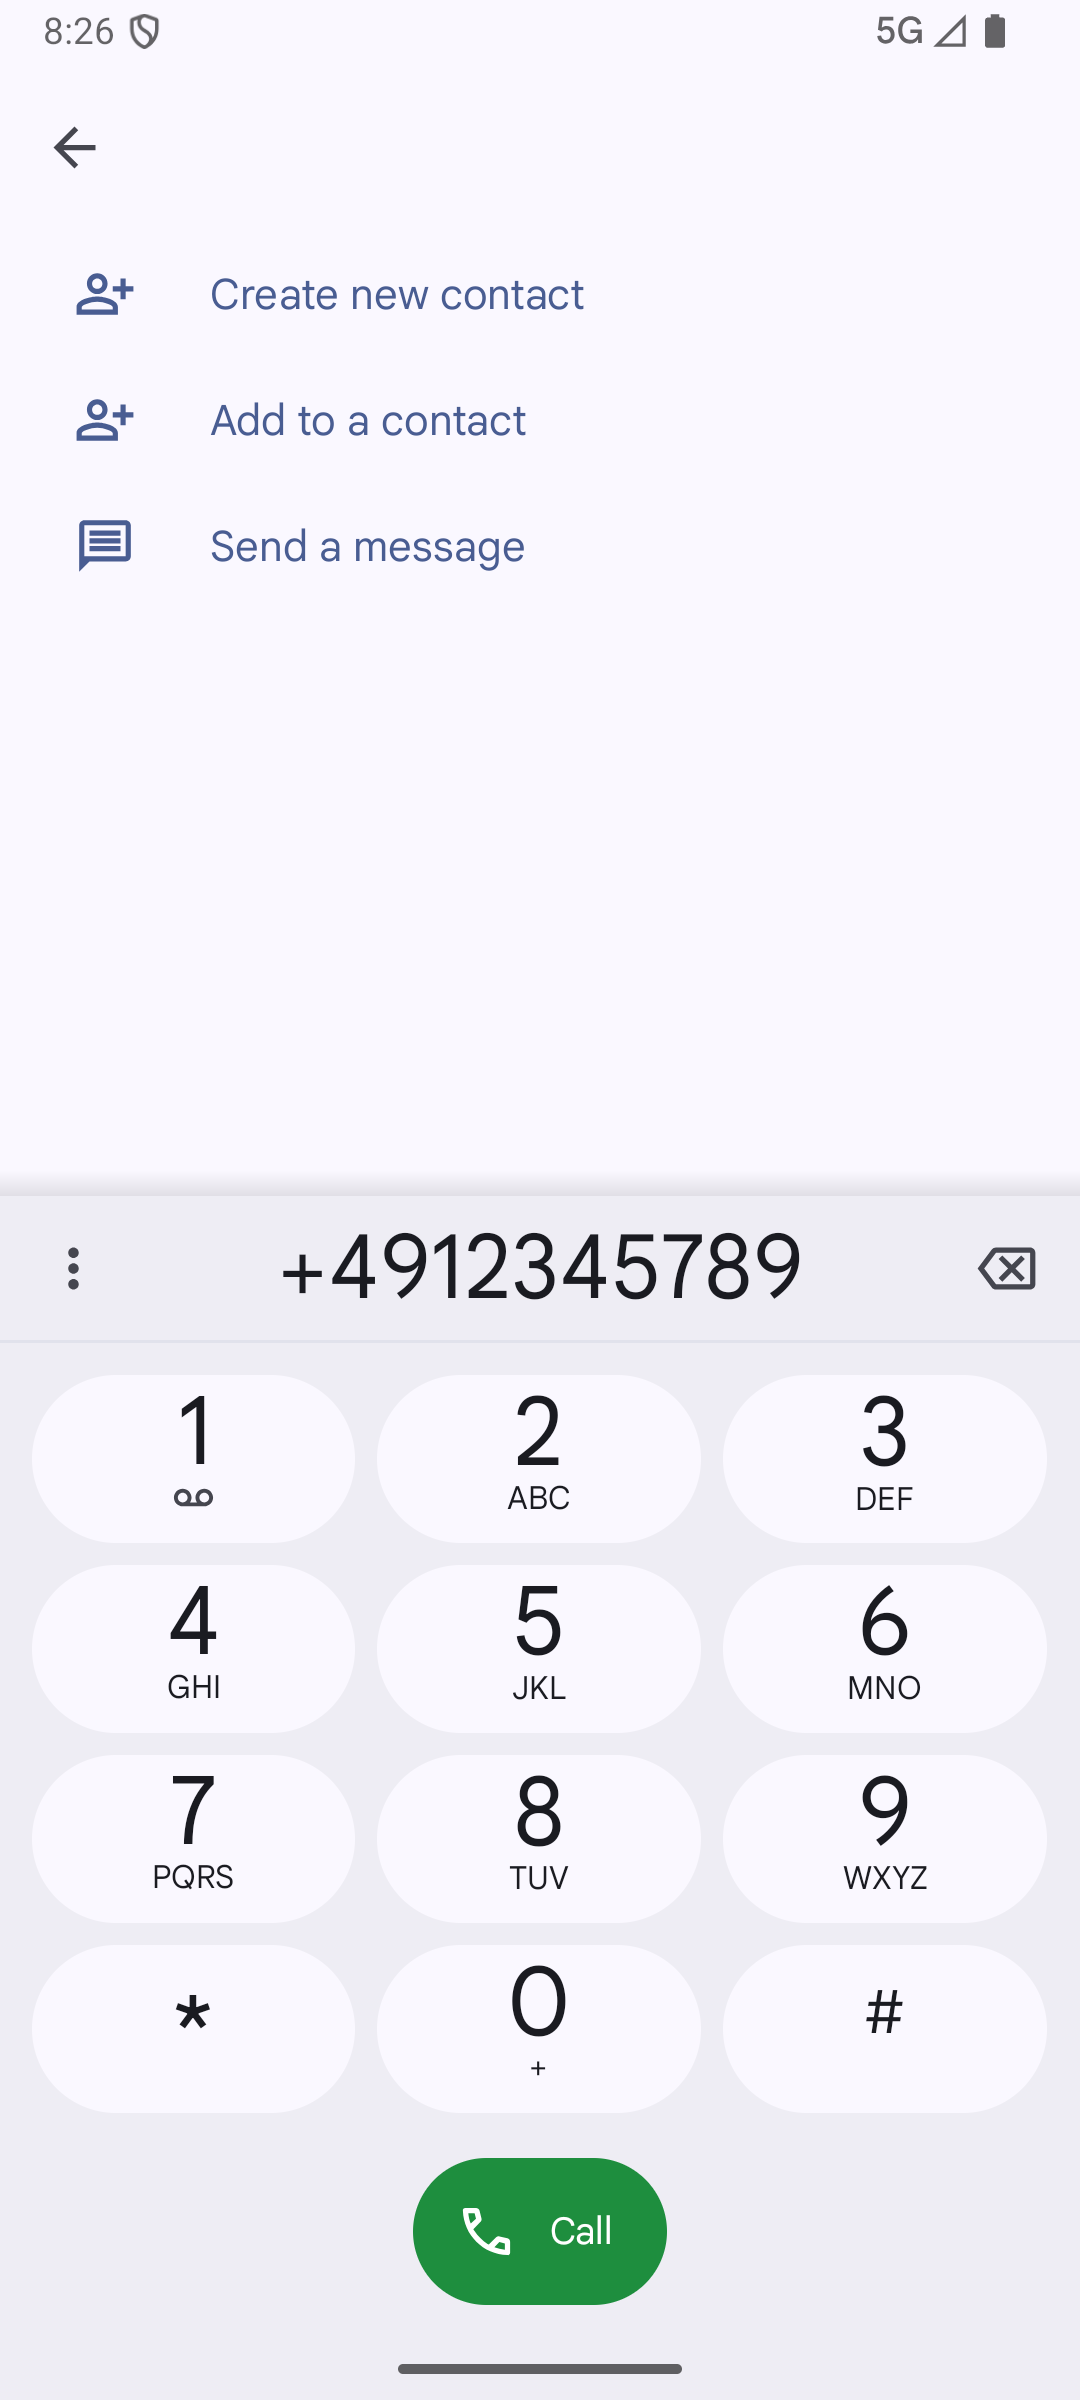 8:26 5G
Create new contact
Add to a contact
Send a message
+4912345789
1 2 3
ABC DEF
4 5 6
GHI JKL MNO
7 8 9
PQRS TUV WXYZ
* 0 #
+
Call